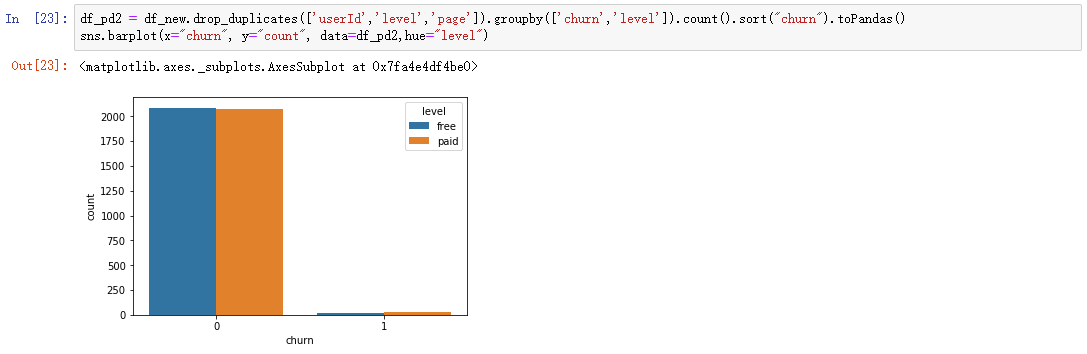 In [23]: df_pd2 = df_new.drop_duplicates(['userId','level','page']).groupby(['churn','level']).count().sort("churn").toPandas()
sns.barplot(x="churn", y="count", data=df_pd2,hue="level")
Out[23]: <matplotlib.axes._subplots.AxesSubplot at 0x7fa4e4df4be0>
level
free
paid
2000
1750
1500
1250
1000
750
500
250
0
count
0 1
churn